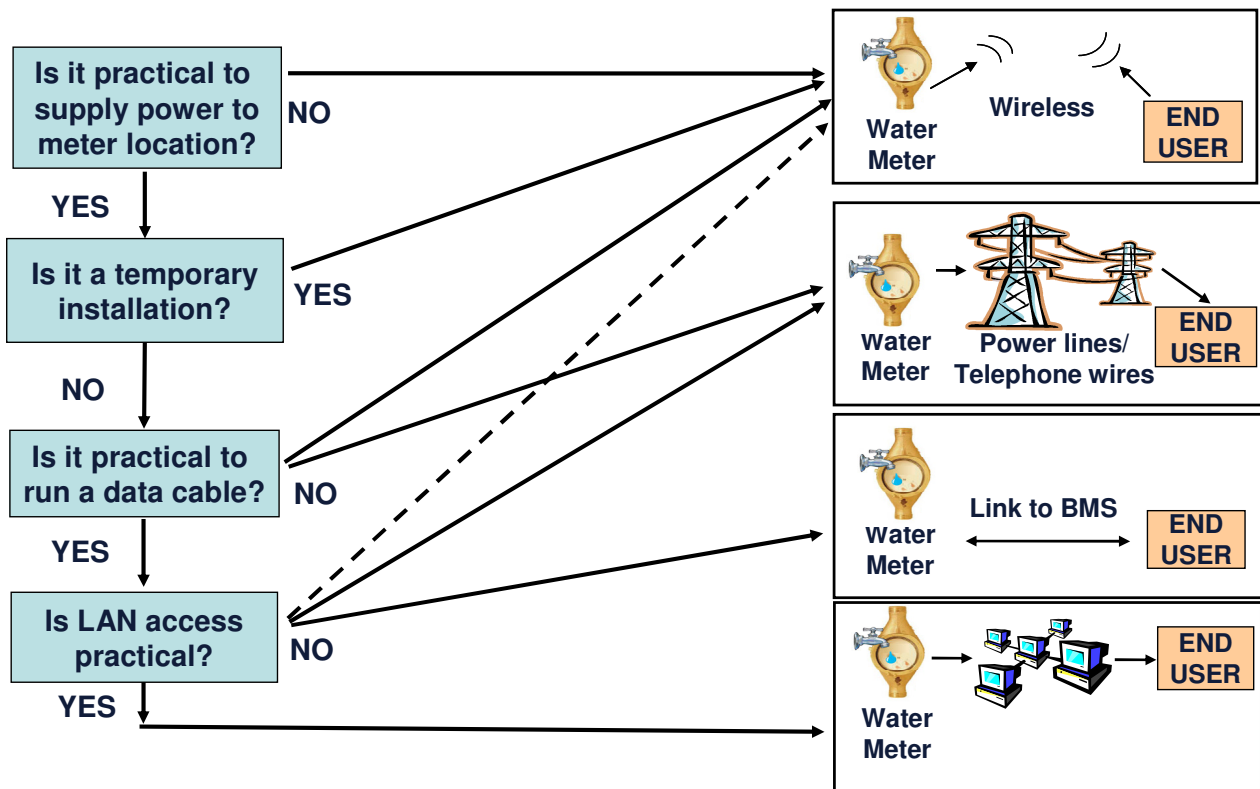 Is it practical to
supply power to
meter location?
NO
YES
Is it a temporary
installation?
YES
NO
Is it practical to
run a data cable?
NO
YES
Is LAN access
practical?
NO
YES
Water
Meter
Wireless
END
USER
Water
Meter
Power lines/
Telephone wires
END
USER
Water
Meter
Link to BMS
END
USER
Water
Meter
END
USER